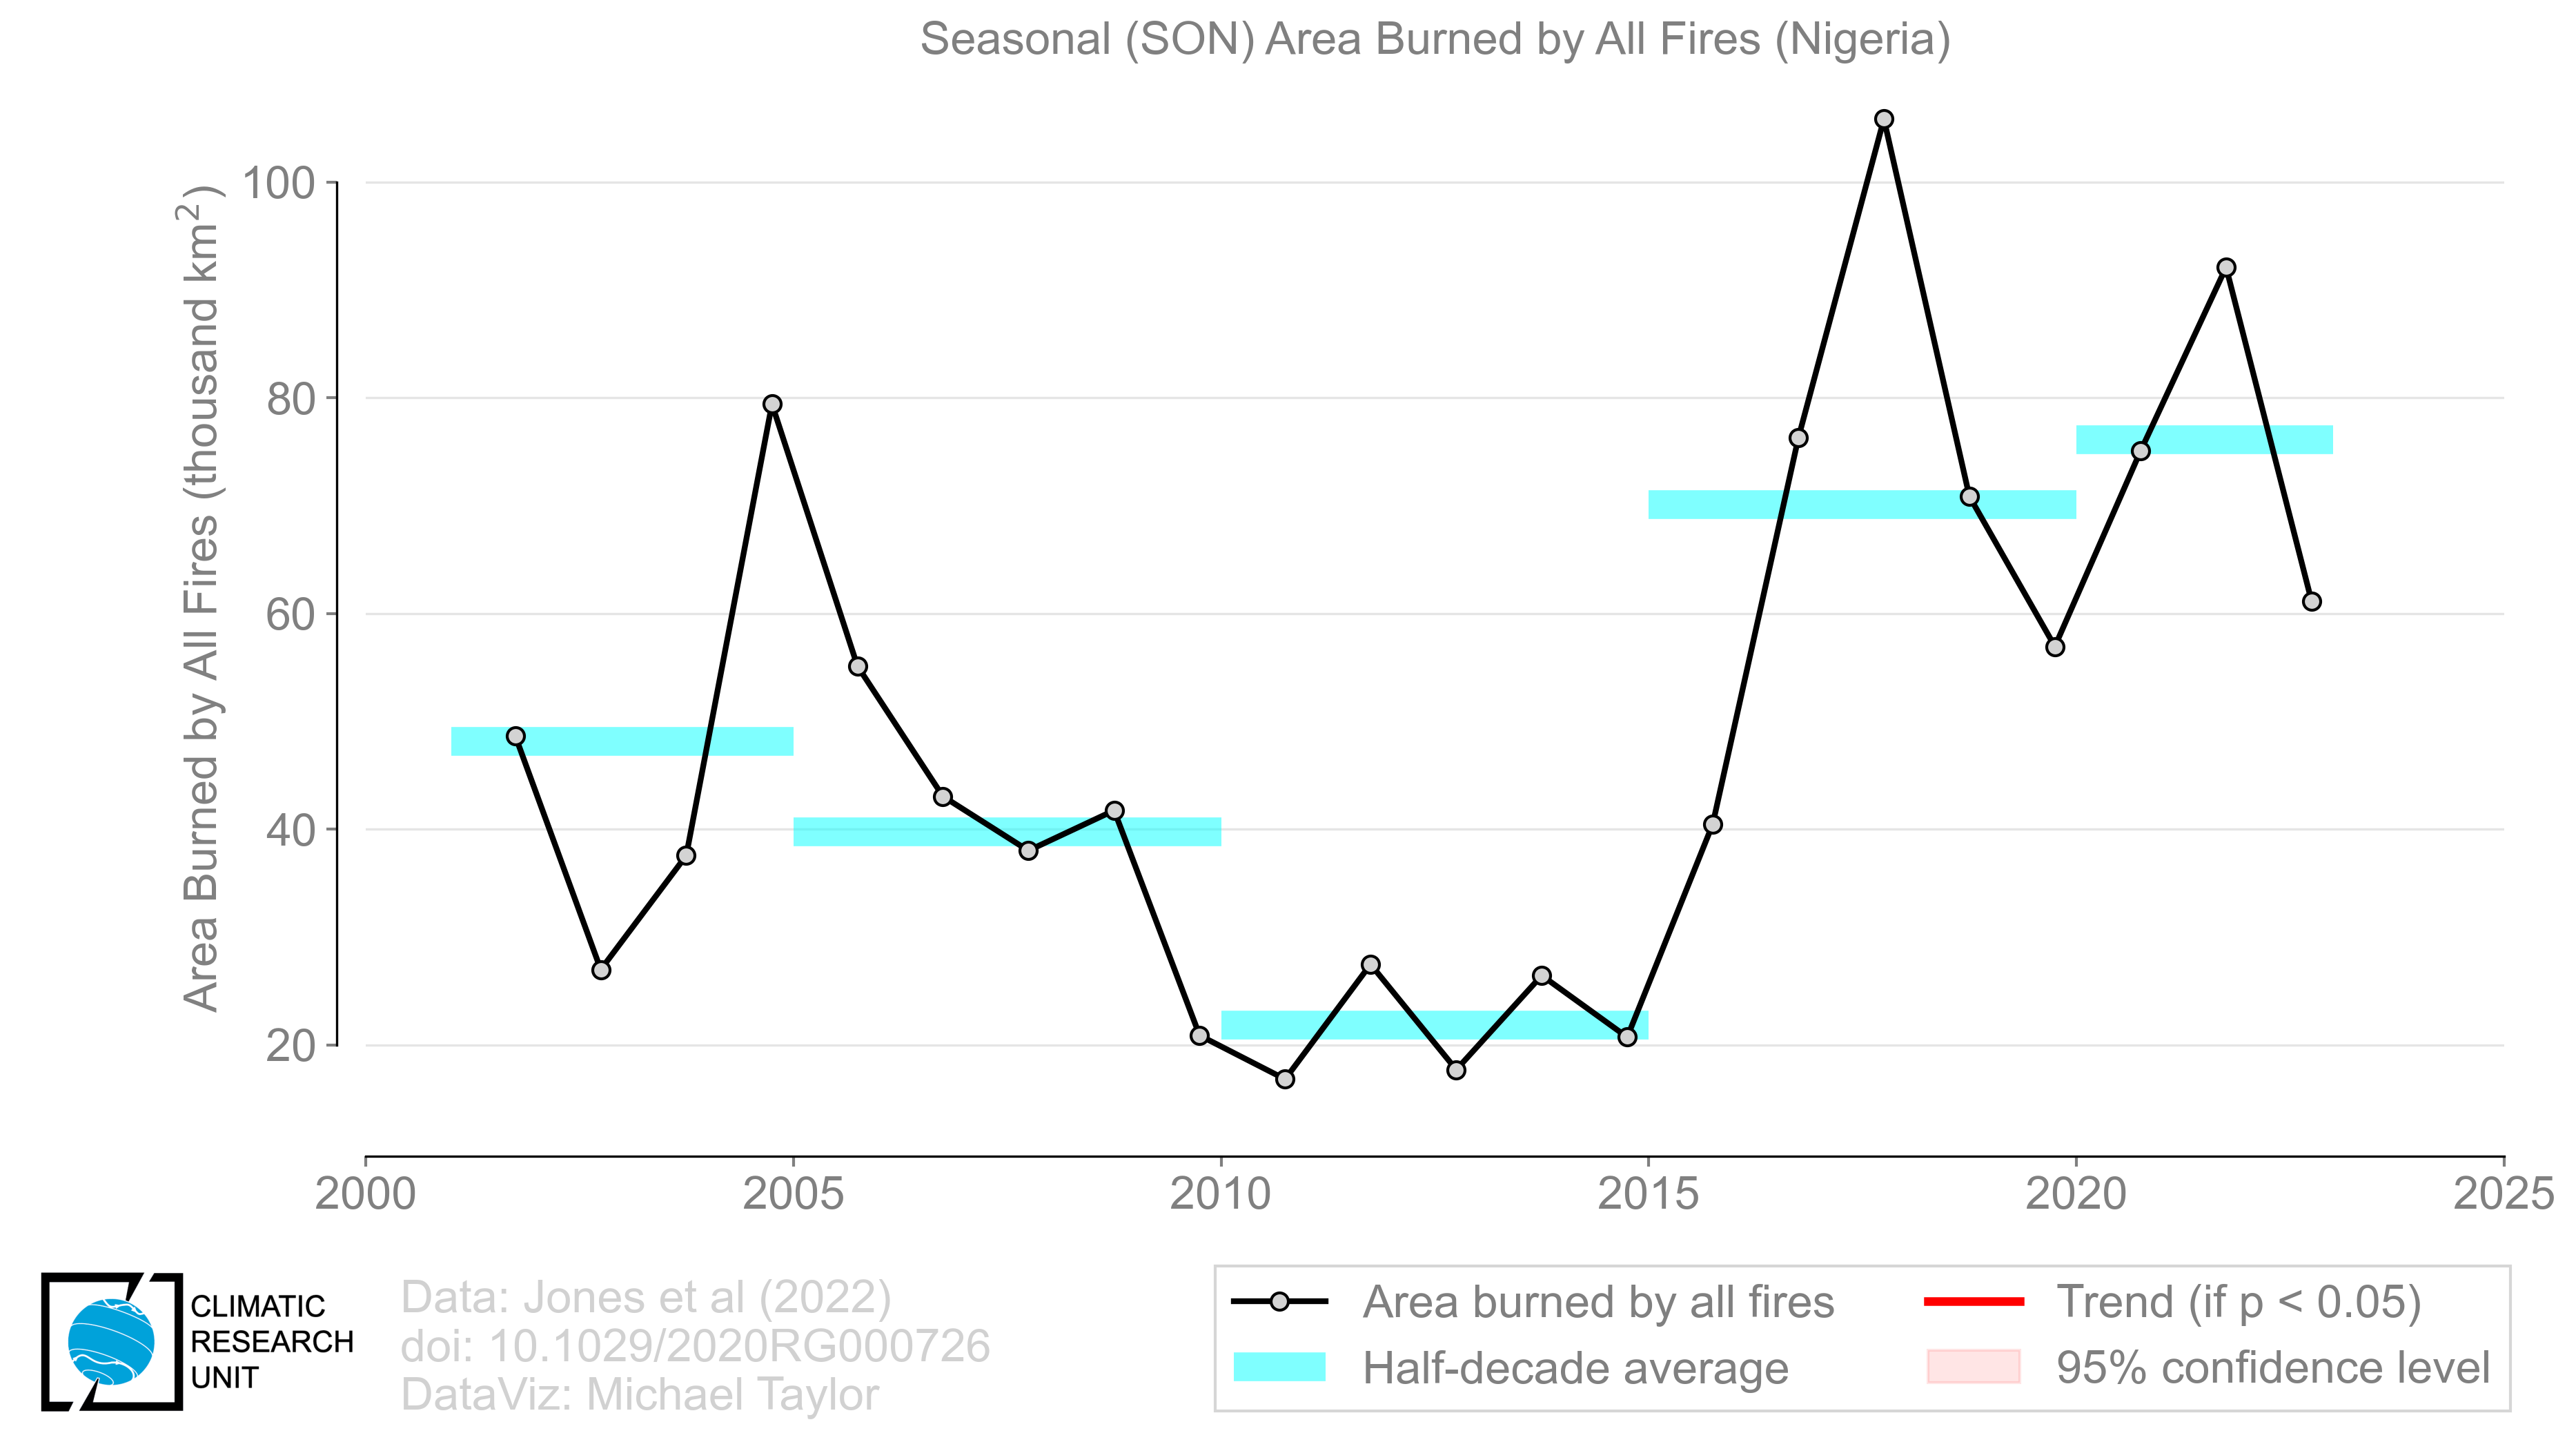 Seasonal (SON) Area Burned by All Fires (Nigeria)
Area Burned by All Fires (thousand km²)
100
80
60
40
20
2000
2005
2010
2015
2020
2025
CLIMATIC
RESEARCH
UNIT
Data: Jones et al (2022)
doi: 10.1029/2020RG000726
DataViz: Michael Taylor
Area burned by all fires
Half-decade average
Trend (if p < 0.05)
95% confidence level